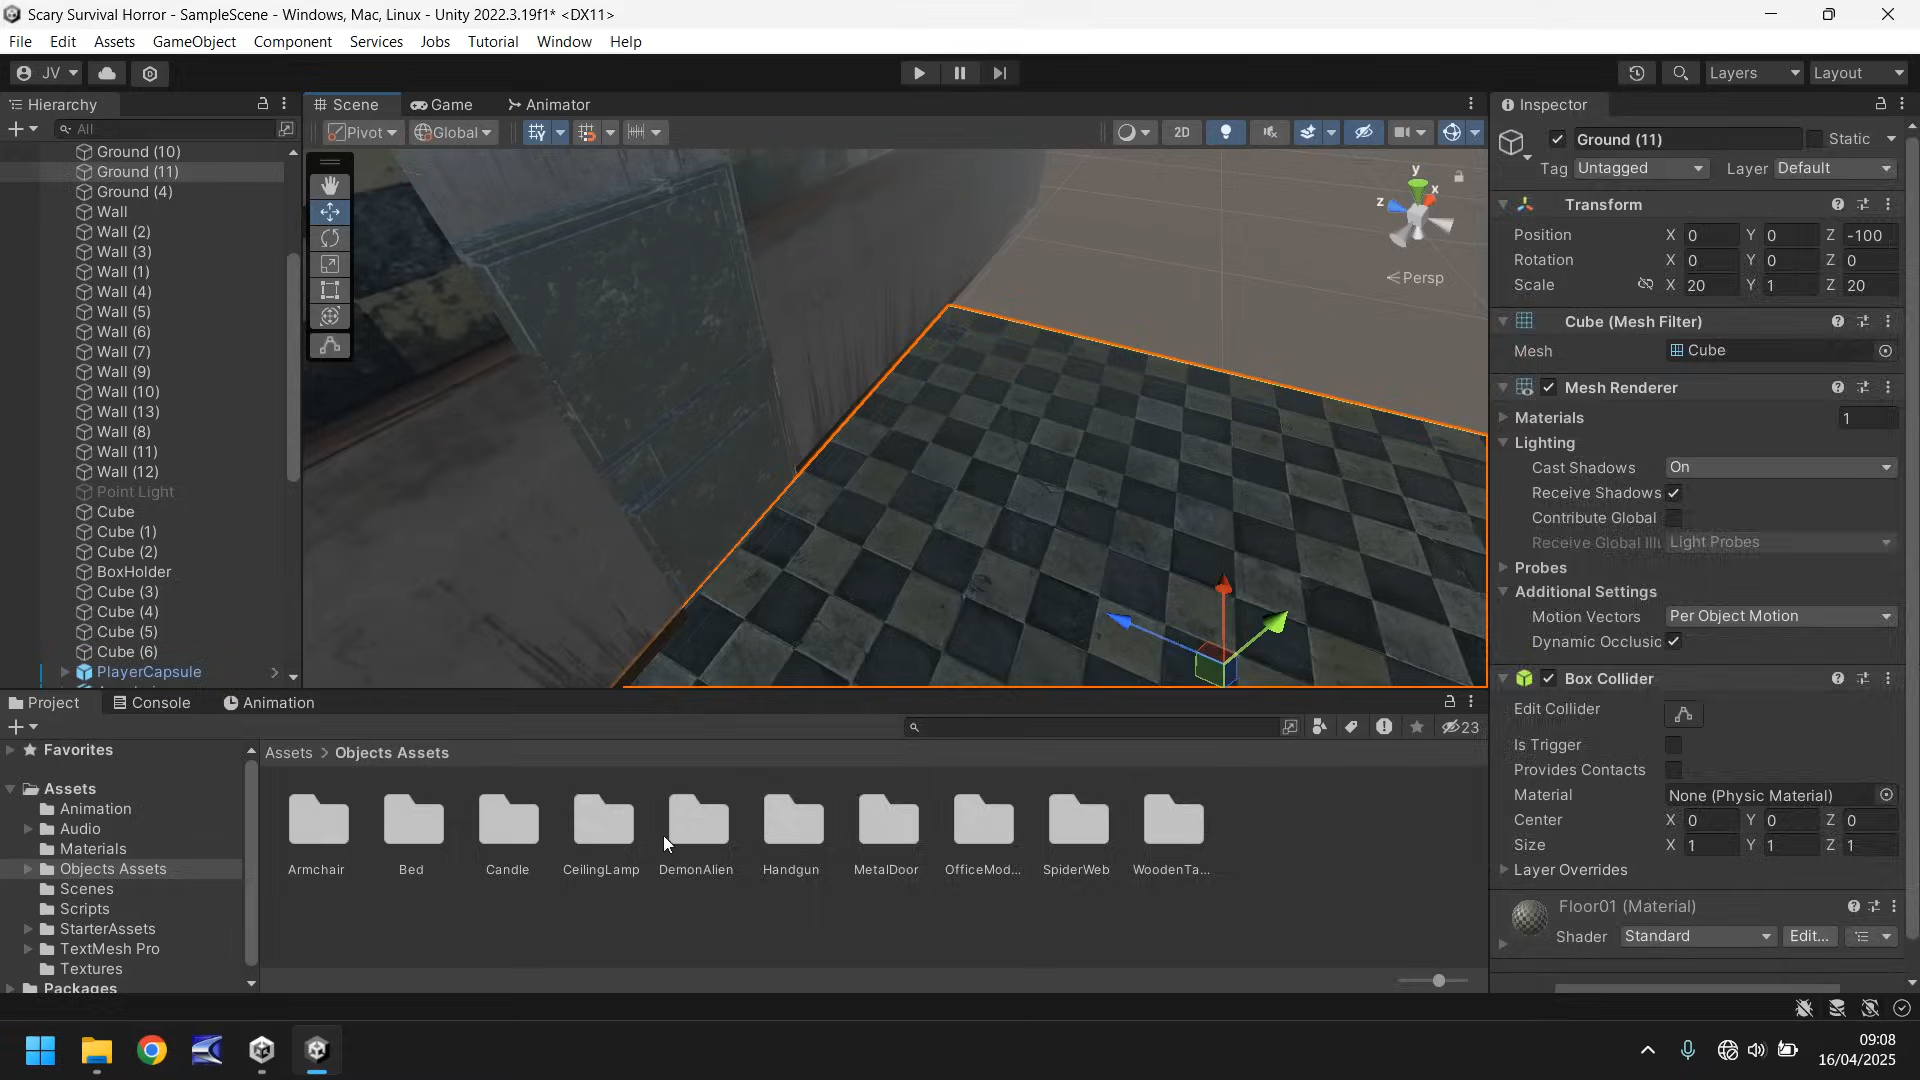 Scary Survival Horror - SampleScene - Windows, Mac, Linux - Unity 2022.3.19f1* <DX11>
File Edit Assets GameObject Component Services Jobs Tutorial Window Help
JV Layers Layout
Hierarchy
All
Ground (10)
Ground (11)
Ground (4)
Wall
Wall (2)
Wall (3)
Wall (1)
Wall (4)
Wall (5)
Wall (6)
Wall (7)
Wall (9)
Wall (10)
Wall (13)
Wall (8)
Wall (11)
Wall (12)
Point Light
Cube
Cube (1)
Cube (2)
BoxHolder
Cube (3)
Cube (4)
Cube (5)
Cube (6)
PlayerCapsule
Scene Game Animator
Pivot Global 2D
y
x
z
Persp
Inspector
Ground (11) Static
Tag Untagged Layer Default
Transform
Position X 0 Y 0 Z -100
Rotation X 0 Y 0 Z 0
Scale X 20 Y 1 Z 20
Cube (Mesh Filter)
Mesh Cube
Mesh Renderer
Materials 1
Lighting
Cast Shadows On
Receive Shadows
Contribute Global
Receive Global Illu Light Probes
Probes
Additional Settings
Motion Vectors Per Object Motion
Dynamic Occlusic
Box Collider
Edit Collider
Is Trigger
Provides Contacts
Material None (Physic Material)
Center X 0 Y 0 Z 0
Size X 1 Y 1 Z 1
Layer Overrides
Floor01 (Material)
Shader Standard Edit...
Project Console Animation
23
Favorites
Assets
Animation
Audio
Materials
Objects Assets
Scenes
Scripts
StarterAssets
TextMesh Pro
Textures
Packages
Assets > Objects Assets
Armchair Bed Candle CeilingLamp DemonAlien Handgun MetalDoor OfficeMod... SpiderWeb WoodenTa...
09:08
16/04/2025